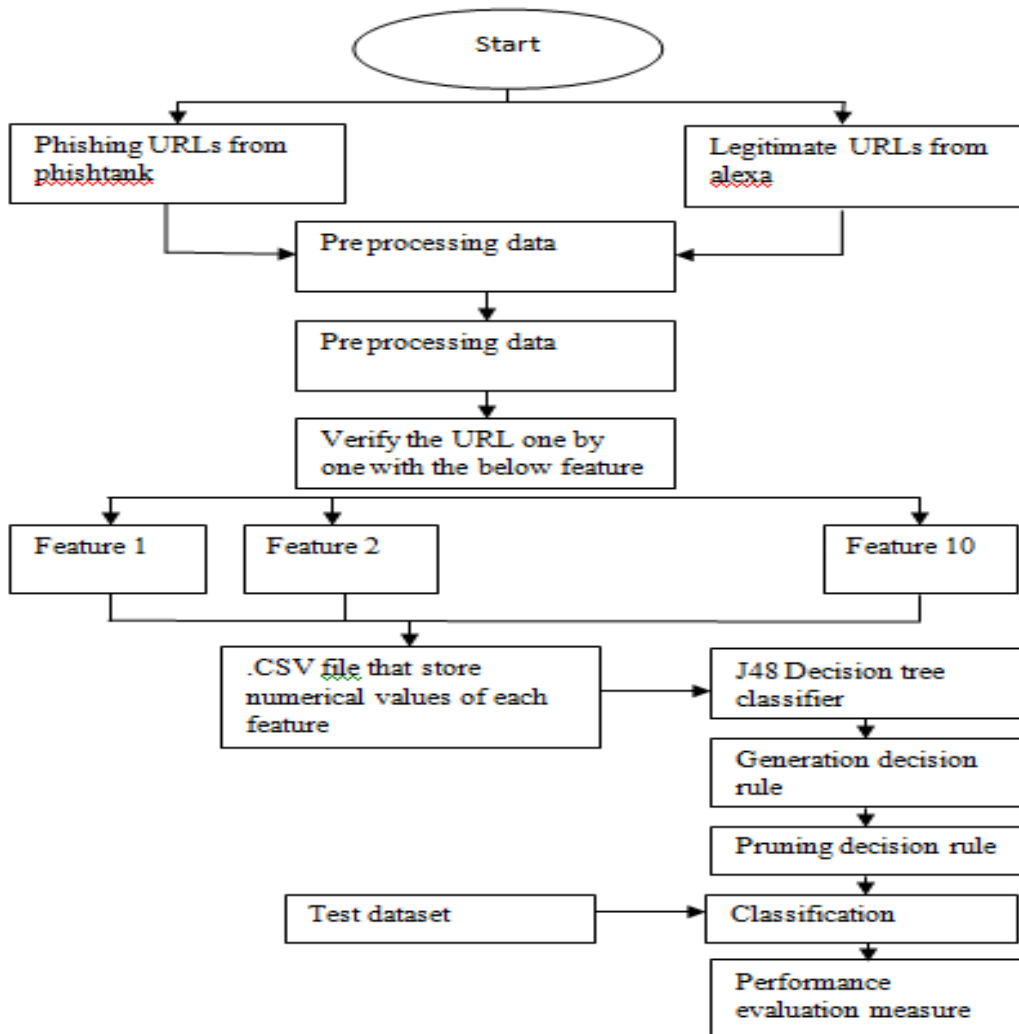 Start
Phishing URLs from
phishtank
Legitimate URLs from
alexa
Pre processing data
Pre processing data
Verify the URL one by
one with the below feature
Feature 1
Feature 2
Feature 10
.CSV file that store
numerical values of each
feature
J48 Decision tree
classifier
Generation decision
rule
Pruning decision rule
Test dataset
Classification
Performance
evaluation measure